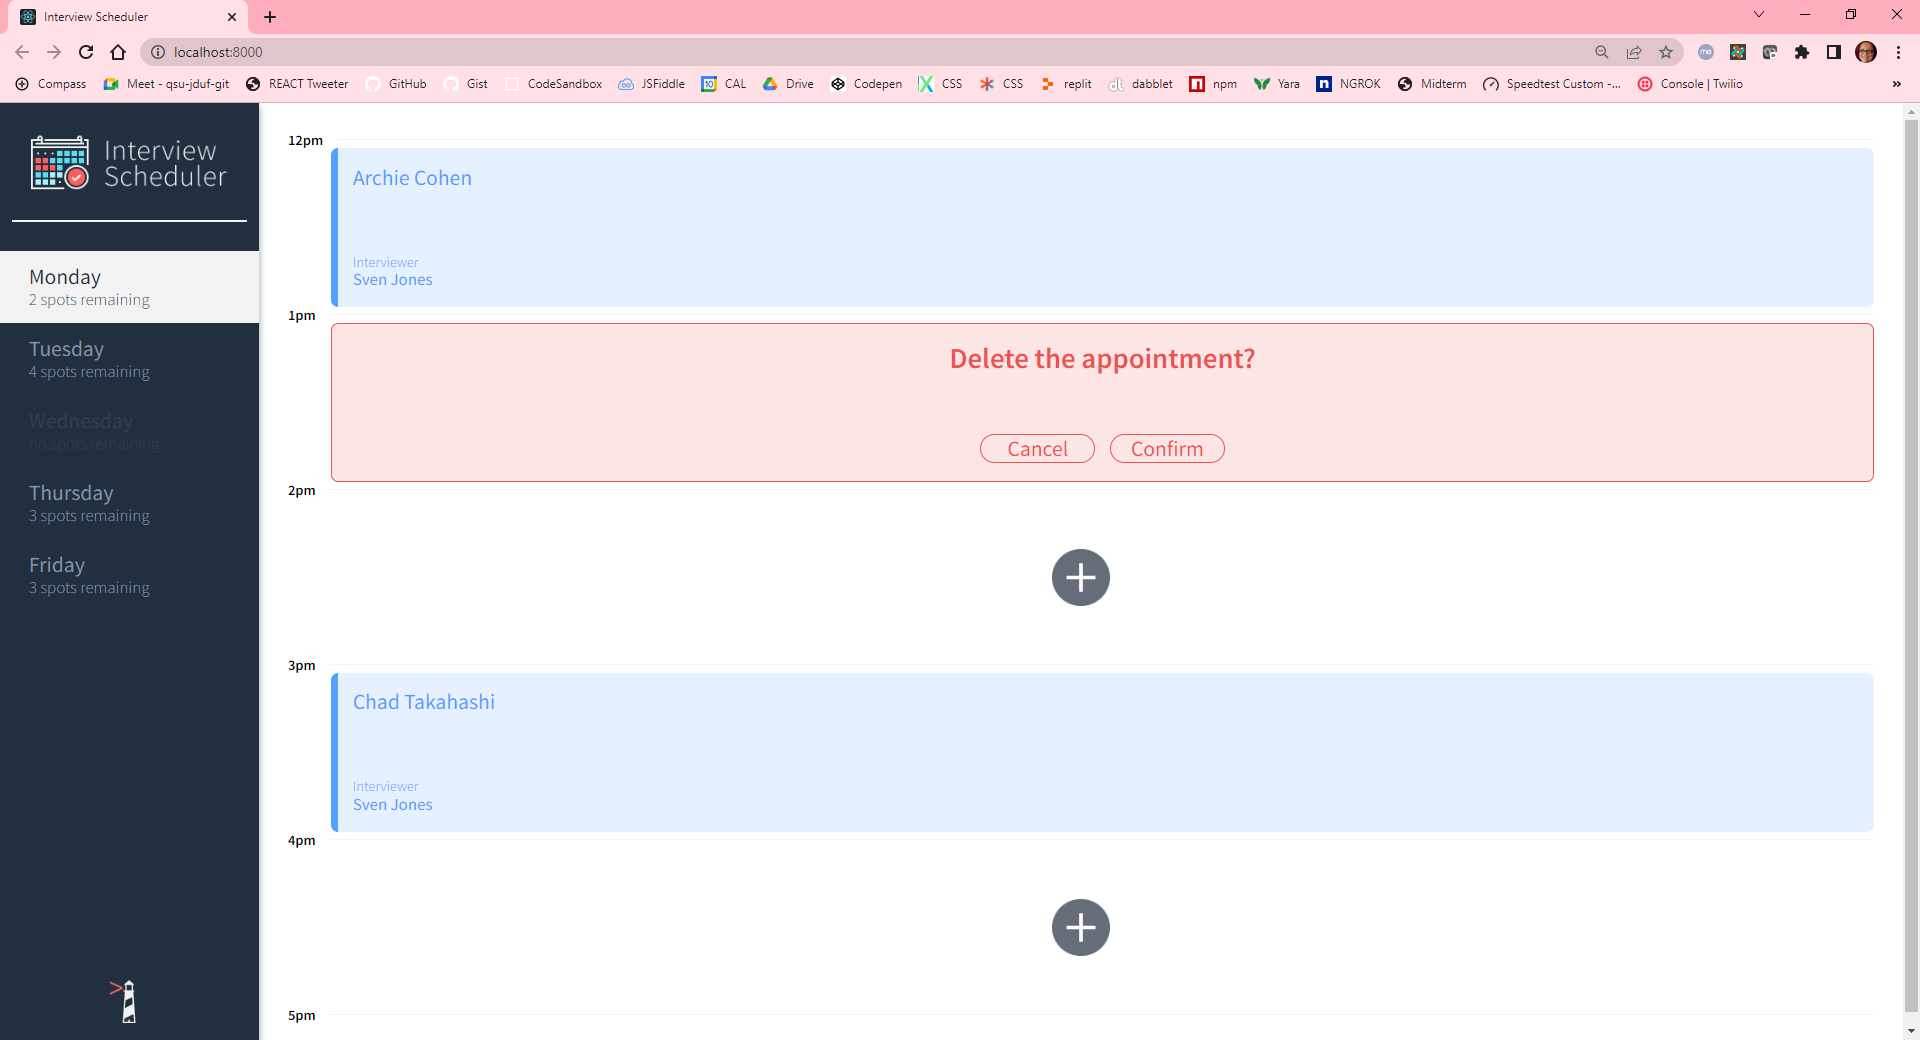 Interview Scheduler
localhost:8000
Compass
Meet - qsu-jduf-git
REACT Tweeter
GitHub
Gist
CodeSandbox
JSFiddle
10
CAL
Drive
Codepen
CSS
CSS
replit
dabblet
npm
Yara
n
NGROK
Midterm
Speedtest Custom -...
Console | Twilio
»
Interview
Scheduler
Monday
2 spots remaining
Tuesday
4 spots remaining
Wednesday
no spots remaining
Thursday
3 spots remaining
Friday
3 spots remaining
12pm
Archie Cohen
Interviewer
Sven Jones
1pm
Delete the appointment?
Cancel
Confirm
2pm
3pm
Chad Takahashi
Interviewer
Sven Jones
4pm
5pm